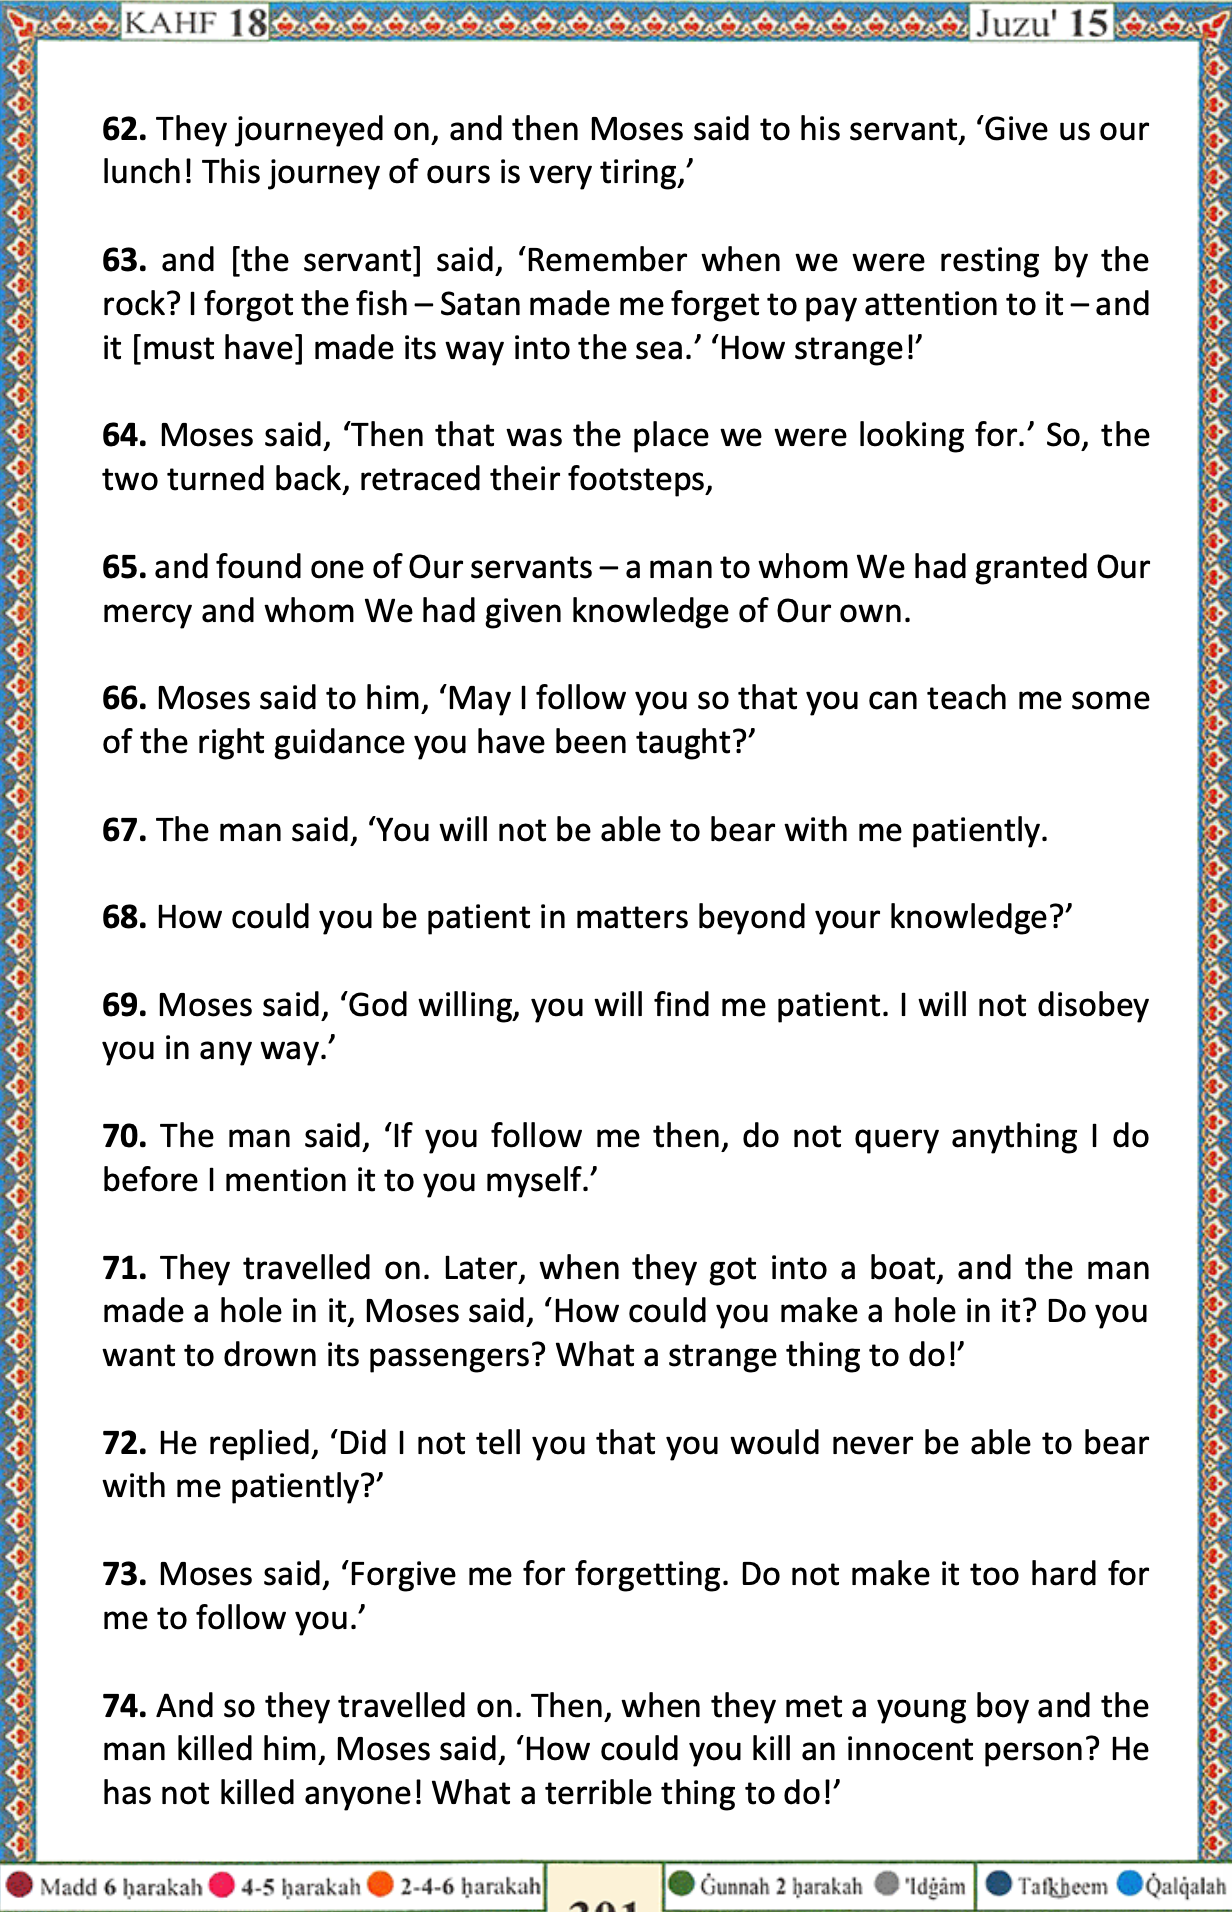 KAHF 18
Juzu' 15
62. They journeyed on, and then Moses said to his servant, ‘Give us our
lunch! This journey of ours is very tiring,’
63. and [the servant] said, ‘Remember when we were resting by the
rock? I forgot the fish – Satan made me forget to pay attention to it – and
it [must have] made its way into the sea.’ ‘How strange!’
64. Moses said, ‘Then that was the place we were looking for.’ So, the
two turned back, retraced their footsteps,
65. and found one of Our servants – a man to whom We had granted Our
mercy and whom We had given knowledge of Our own.
66. Moses said to him, ‘May I follow you so that you can teach me some
of the right guidance you have been taught?’
67. The man said, ‘You will not be able to bear with me patiently.
68. How could you be patient in matters beyond your knowledge?’
69. Moses said, ‘God willing, you will find me patient. I will not disobey
you in any way.’
70. The man said, ‘If you follow me then, do not query anything I do
before I mention it to you myself.’
71. They travelled on. Later, when they got into a boat, and the man
made a hole in it, Moses said, ‘How could you make a hole in it? Do you
want to drown its passengers? What a strange thing to do!’
72. He replied, ‘Did I not tell you that you would never be able to bear
with me patiently?’
73. Moses said, ‘Forgive me for forgetting. Do not make it too hard for
me to follow you.’
74. And so they travelled on. Then, when they met a young boy and the
man killed him, Moses said, ‘How could you kill an innocent person? He
has not killed anyone! What a terrible thing to do!’
Madd 6 ḥarakah 4-5 ḥarakah 2-4-6 ḥarakah
Ġunnah 2 ḥarakah 'Idġâm Tafkheem Q̇alq̇alah